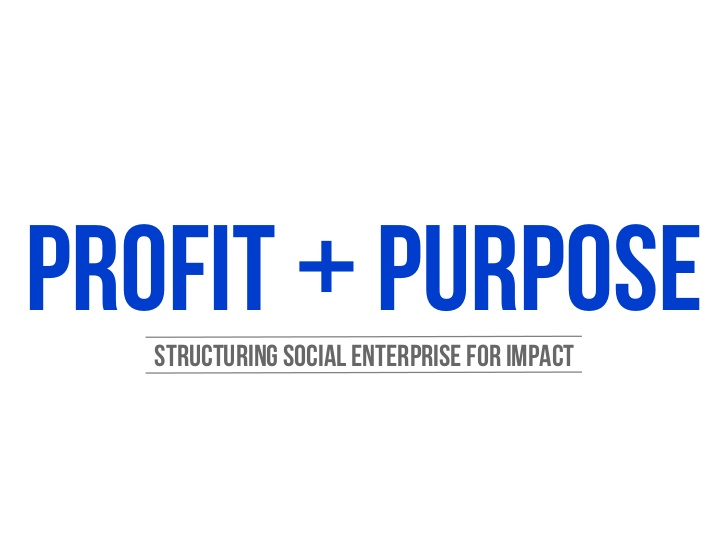 PROFIT + PURPOSE
STRUCTURING SOCIAL ENTERPRISE FOR IMPACT